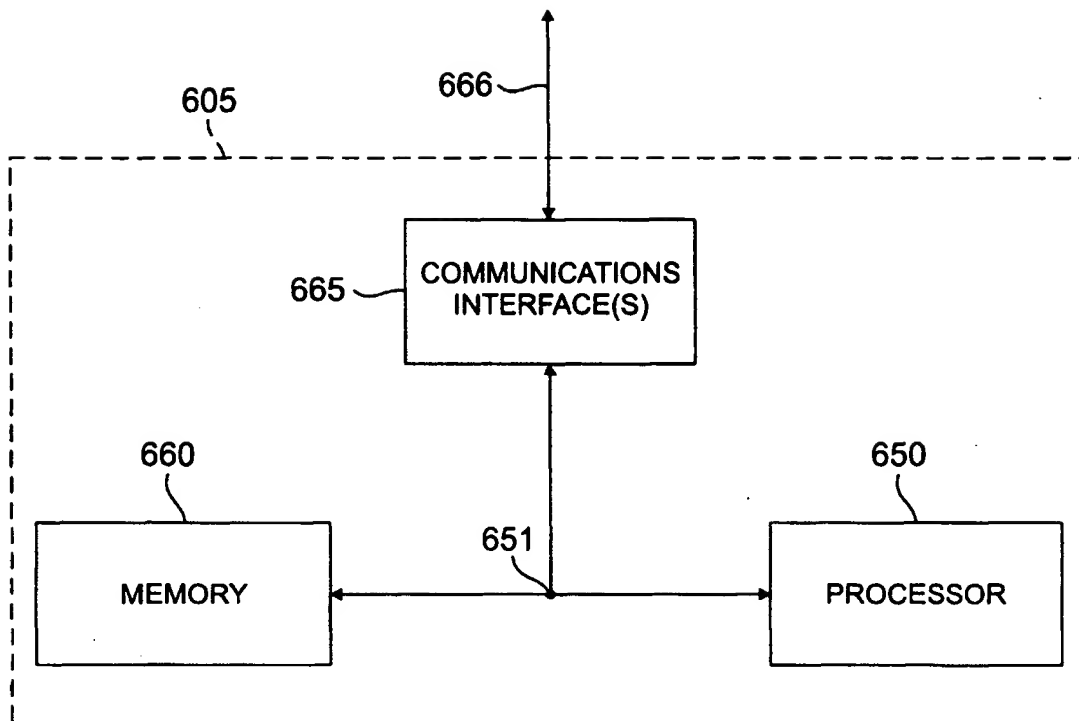 666
605
COMMUNICATIONS
INTERFACE(S)
665
660
650
651
MEMORY
PROCESSOR